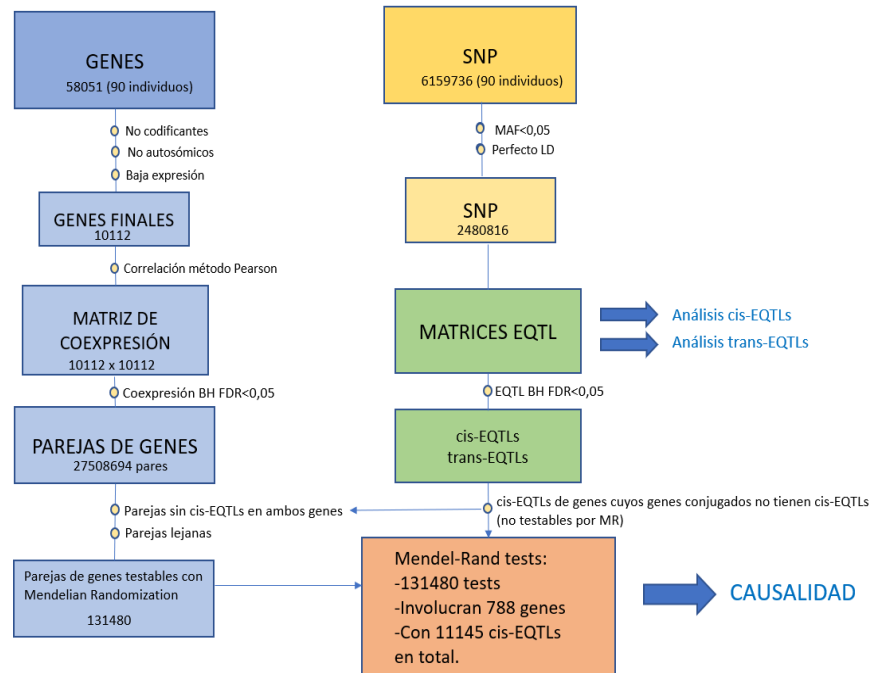 GENES
58051 (90 individuos)
No codificantes
No autosómicos
Baja expresión
GENES FINALES
10112
Correlación método Pearson
MATRIZ DE
COEXPRESIÓN
10112 x 10112
Coexpresión BH FDR<0,05
PAREJAS DE GENES
27508694 pares
Parejas sin cis-EQTLs en ambos genes
Parejas lejanas
Parejas de genes testables con
Mendelian Randomization
131480
SNP
6159736 (90 individuos)
MAF<0,05
Perfecto LD
SNP
2480816
MATRICES EQTL
Análisis cis-EQTLs
Análisis trans-EQTLs
EQTL BH FDR<0,05
cis-EQTLs
trans-EQTLs
cis-EQTLs de genes cuyos genes conjugados no tienen cis-EQTLs
(no testables por MR)
Mendel-Rand tests:
-131480 tests
-Involucran 788 genes
-Con 11145 cis-EQTLs
en total.
CAUSALIDAD